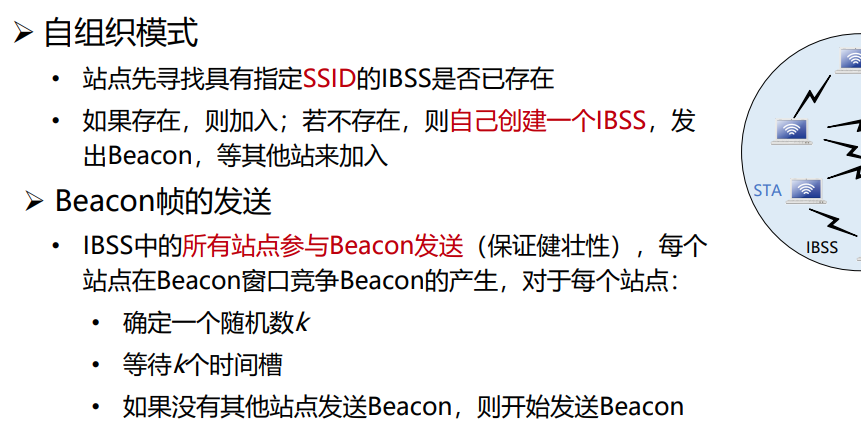 ➢ 自组织模式
• 站点先寻找具有指定SSID的IBSS是否已存在
• 如果存在，则加入；若不存在，则自己创建一个IBSS，发
出Beacon，等其他站来加入
➢ Beacon帧的发送
• IBSS中的所有站点参与Beacon发送（保证健壮性），每个
站点在Beacon窗口竞争Beacon的产生，对于每个站点：
• 确定一个随机数k
• 等待k个时间槽
• 如果没有其他站点发送Beacon，则开始发送Beacon
STA
IBSS